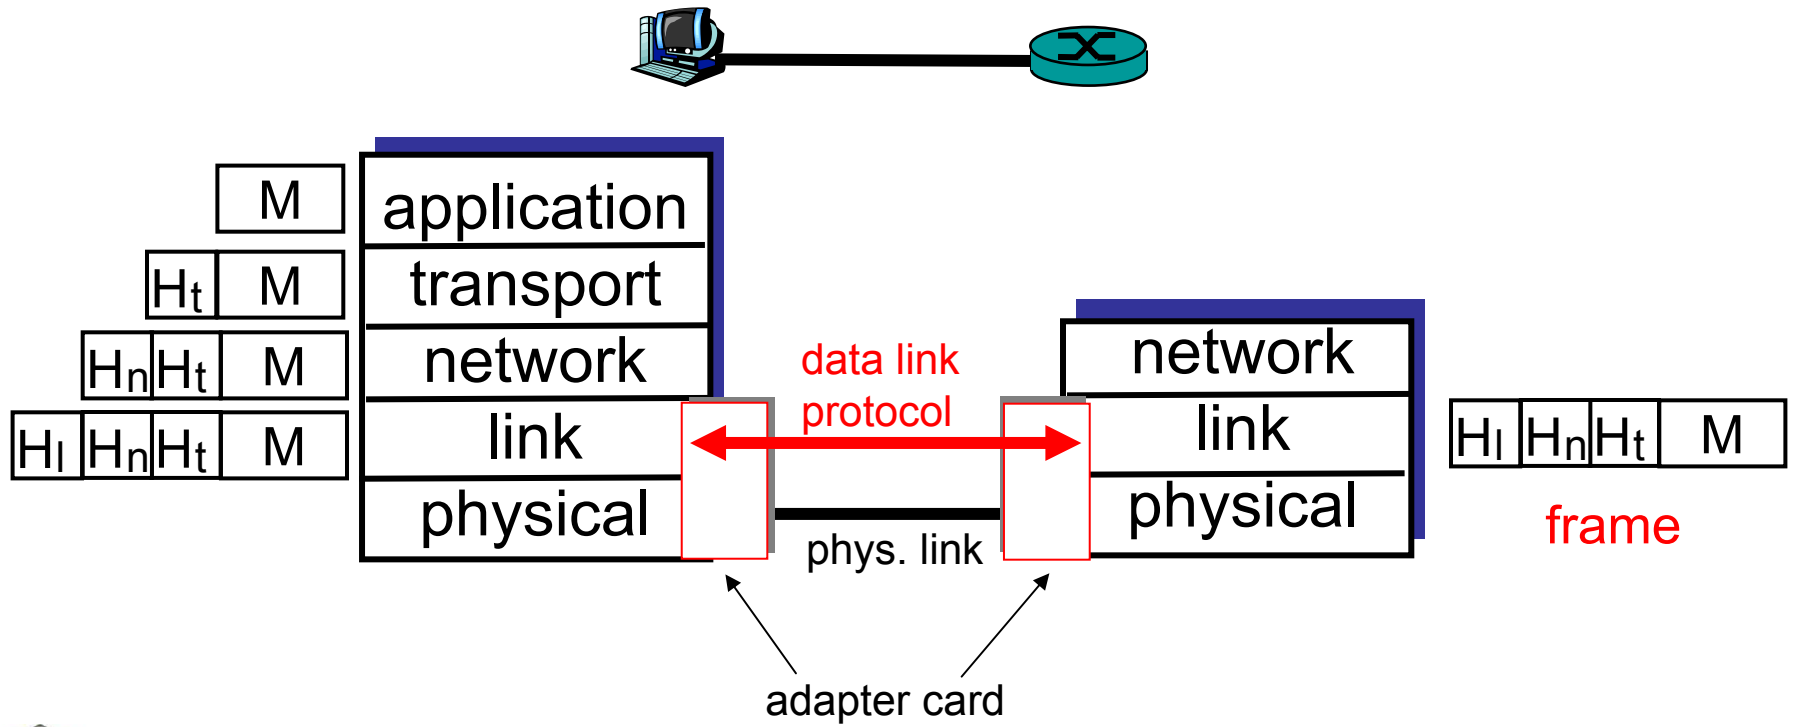 M
application
Ht M
transport
Hn Ht M
network
Hl Hn Ht M
link
physical
data link
protocol
phys. link
network
link
physical
Hl Hn Ht M
frame
adapter card